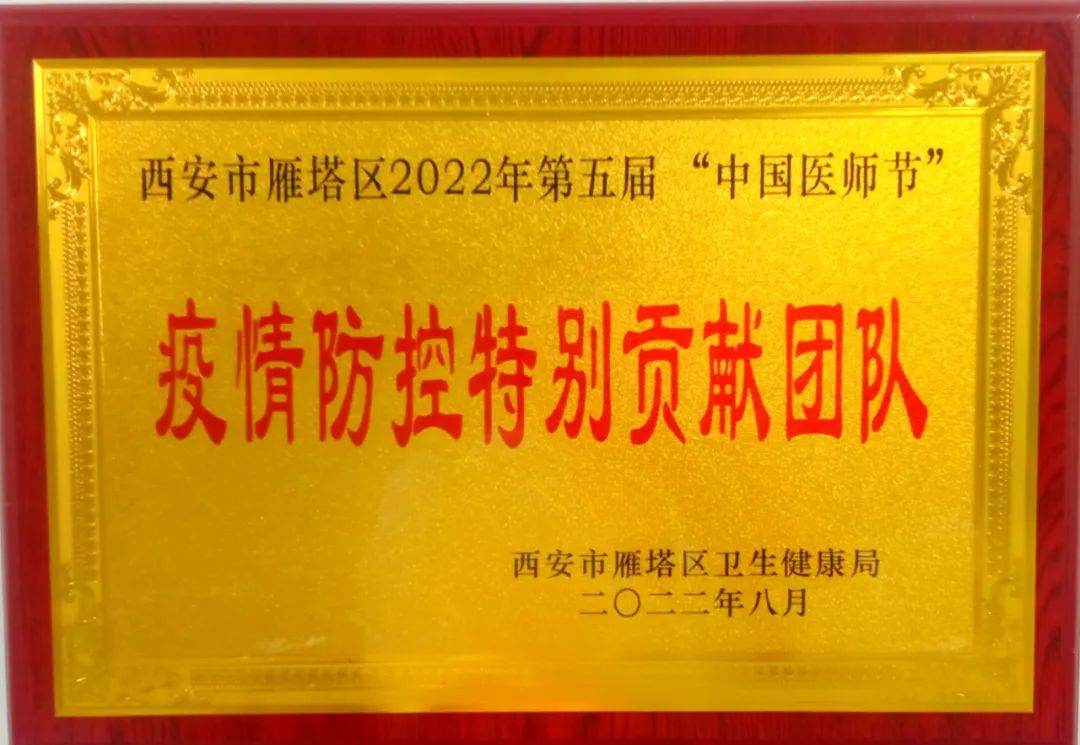 西安市雁塔区2022年第五届 “中国医师节”
疫情防控特别贡献团队
西安市雁塔区卫生健康局
二〇二二年八月